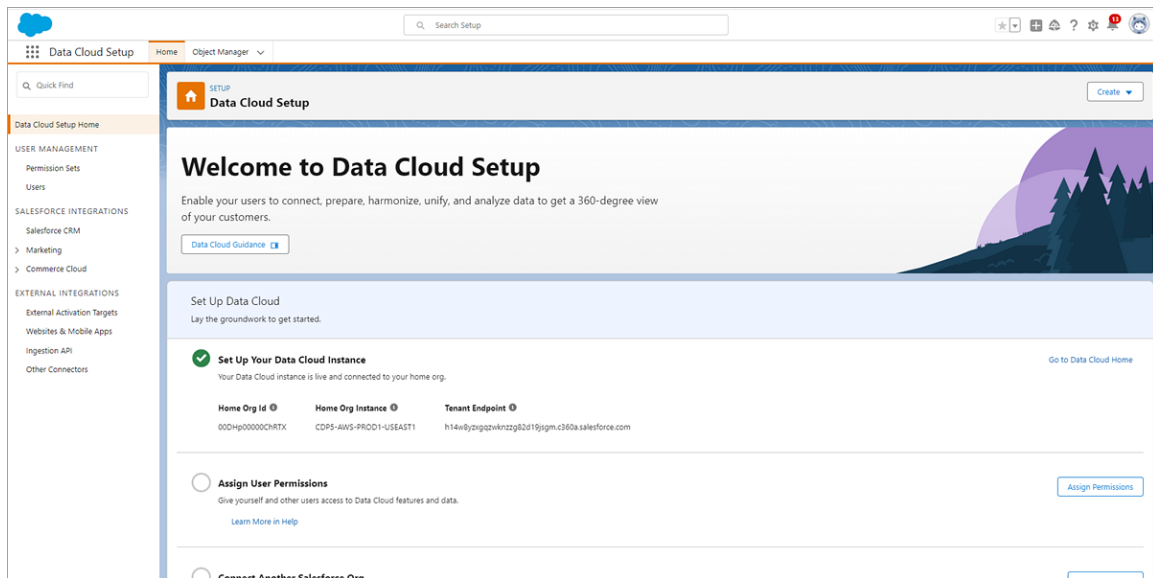 Search Setup
11
Data Cloud Setup
Home
Object Manager
Quick Find
Data Cloud Setup Home
USER MANAGEMENT
Permission Sets
Users
SALESFORCE INTEGRATIONS
Salesforce CRM
Marketing
Commerce Cloud
EXTERNAL INTEGRATIONS
External Activation Targets
Websites & Mobile Apps
Ingestion API
Other Connectors
SETUP
Data Cloud Setup
Create
Welcome to Data Cloud Setup
Enable your users to connect, prepare, harmonize, unify, and analyze data to get a 360-degree view
of your customers.
Data Cloud Guidance
Set Up Data Cloud
Lay the groundwork to get started.
Set Up Your Data Cloud Instance
Go to Data Cloud Home
Your Data Cloud instance is live and connected to your home org.
Home Org Id Home Org Instance Tenant Endpoint
00DHp00000ChRTX CDP5-AWS-PROD1-USEAST1 h14w8yzxgqzwknzzg82d19jsgm.c360a.salesforce.com
Assign User Permissions
Assign Permissions
Give yourself and other users access to Data Cloud features and data.
Learn More in Help
Connect Another Salesforce Org